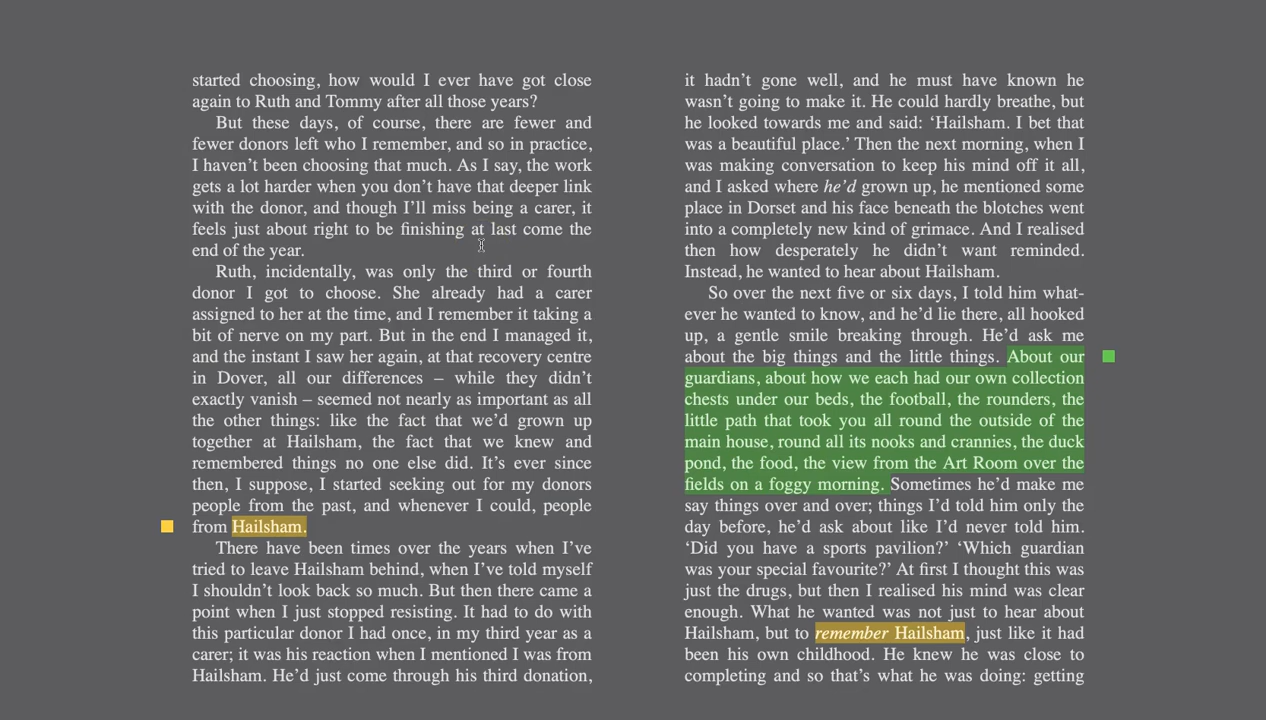 started choosing, how would I ever have got close
again to Ruth and Tommy after all those years?
But these days, of course, there are fewer and
fewer donors left who I remember, and so in practice,
I haven’t been choosing that much. As I say, the work
gets a lot harder when you don’t have that deeper link
with the donor, and though I’ll miss being a carer, it
feels just about right to be finishing at last come the
end of the year.
Ruth, incidentally, was only the third or fourth
donor I got to choose. She already had a carer
assigned to her at the time, and I remember it taking a
bit of nerve on my part. But in the end I managed it,
and the instant I saw her again, at that recovery centre
in Dover, all our differences – while they didn’t
exactly vanish – seemed not nearly as important as all
the other things: like the fact that we’d grown up
together at Hailsham, the fact that we knew and
remembered things no one else did. It’s ever since
then, I suppose, I started seeking out for my donors
people from the past, and whenever I could, people
from Hailsham.
There have been times over the years when I’ve
tried to leave Hailsham behind, when I’ve told myself
I shouldn’t look back so much. But then there came a
point when I just stopped resisting. It had to do with
this particular donor I had once, in my third year as a
carer; it was his reaction when I mentioned I was from
Hailsham. He’d just come through his third donation,
it hadn’t gone well, and he must have known he
wasn’t going to make it. He could hardly breathe, but
he looked towards me and said: ‘Hailsham. I bet that
was a beautiful place.’ Then the next morning, when I
was making conversation to keep his mind off it all,
and I asked where he’d grown up, he mentioned some
place in Dorset and his face beneath the blotches went
into a completely new kind of grimace. And I realised
then how desperately he didn’t want reminded.
Instead, he wanted to hear about Hailsham.
So over the next five or six days, I told him what-
ever he wanted to know, and he’d lie there, all hooked
up, a gentle smile breaking through. He’d ask me
about the big things and the little things. About our
guardians, about how we each had our own collection
chests under our beds, the football, the rounders, the
little path that took you all round the outside of the
main house, round all its nooks and crannies, the duck
pond, the food, the view from the Art Room over the
fields on a foggy morning. Sometimes he’d make me
say things over and over; things I’d told him only the
day before, he’d ask about like I’d never told him.
‘Did you have a sports pavilion?’ ‘Which guardian
was your special favourite?’ At first I thought this was
just the drugs, but then I realised his mind was clear
enough. What he wanted was not just to hear about
Hailsham, but to remember Hailsham, just like it had
been his own childhood. He knew he was close to
completing and so that’s what he was doing: getting